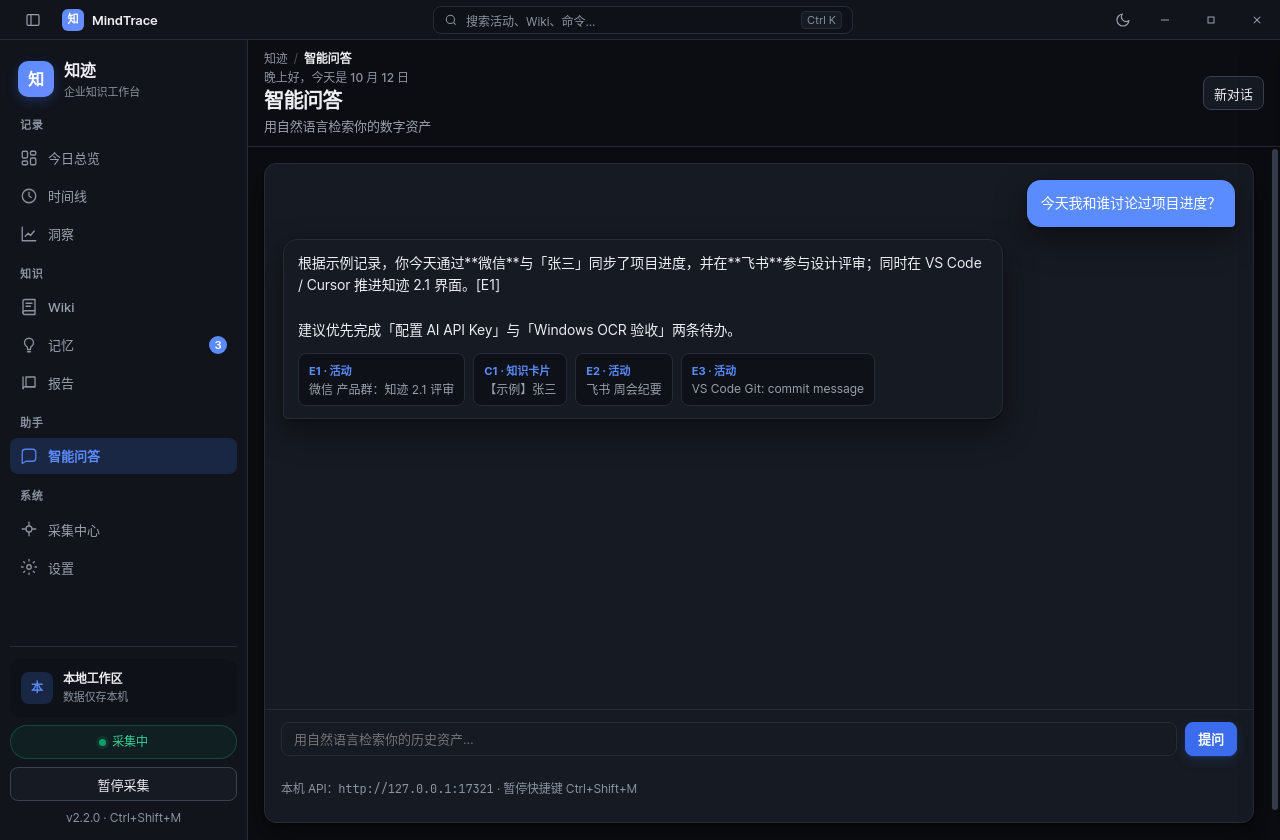 知 MindTrace
搜索活动、Wiki、命令... Ctrl K
知 知迹
企业知识工作台
记录
今日总览
时间线
洞察
知识
Wiki
记忆 3
报告
助手
智能问答
系统
采集中心
设置
本 本地工作区
数据仅存本机
采集中
暂停采集
v2.2.0 · Ctrl+Shift+M
知迹 / 智能问答
晚上好，今天是 10 月 12 日
智能问答
用自然语言检索你的数字资产
新对话
今天我和谁讨论过项目进度？
根据示例记录，你今天通过**微信**与「张三」同步了项目进度，并在**飞书**参与设计评审；同时在 VS Code
/ Cursor 推进知迹 2.1 界面。[E1]
建议优先完成「配置 AI API Key」与「Windows OCR 验收」两条待办。
E1 · 活动
微信 产品群：知迹 2.1 评审
C1 · 知识卡片
【示例】张三
E2 · 活动
飞书 周会纪要
E3 · 活动
VS Code Git: commit message
用自然语言检索你的历史资产...
提问
本机 API：http://127.0.0.1:17321 · 暂停快捷键 Ctrl+Shift+M